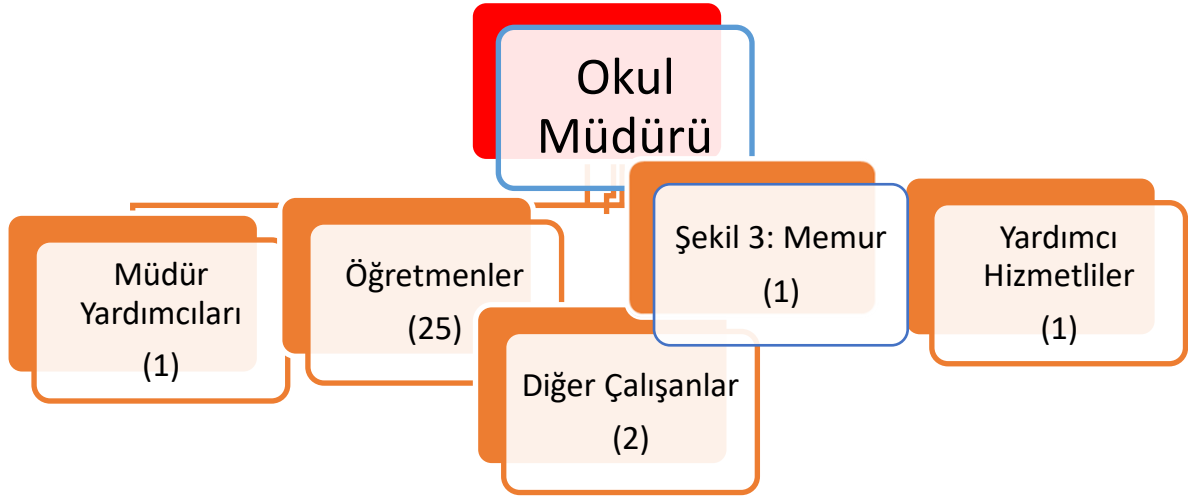 Okul
Müdürü
Müdür
Yardımcıları
(1)
Öğretmenler
(25)
Diğer Çalışanlar
(2)
Şekil 3: Memur
(1)
Yardımcı
Hizmetliler
(1)